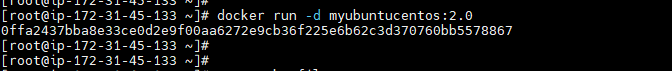 [root@ip-172-31-45-133 ~]# docker run -d myubuntucentos:2.0
0ffa2437bba8e33ce0d2e9f00aa6272e9cb36f225e6b62c3d370760bb5578867
[root@ip-172-31-45-133 ~]#
[root@ip-172-31-45-133 ~]#